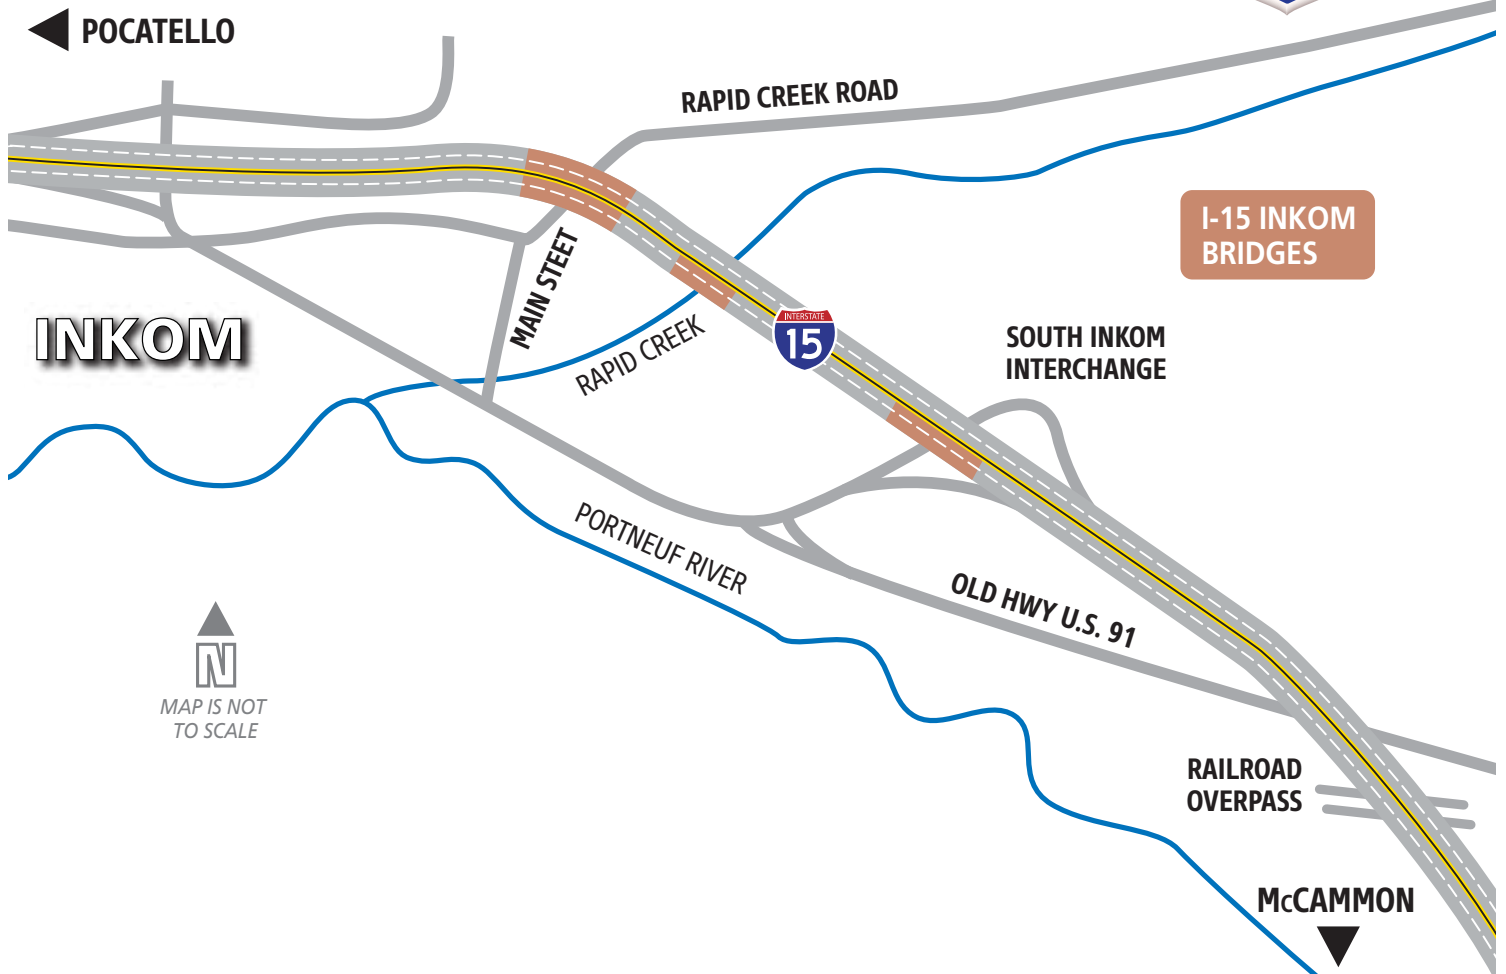 POCATELLO
RAPID CREEK ROAD
I-15 INKOM
BRIDGES
MAIN STEET
INKOM
RAPID CREEK
INTERSTATE
15
SOUTH INKOM
INTERCHANGE
PORTNEUF RIVER
OLD HWY U.S. 91
N
MAP IS NOT
TO SCALE
RAILROAD
OVERPASS
McCAMMON